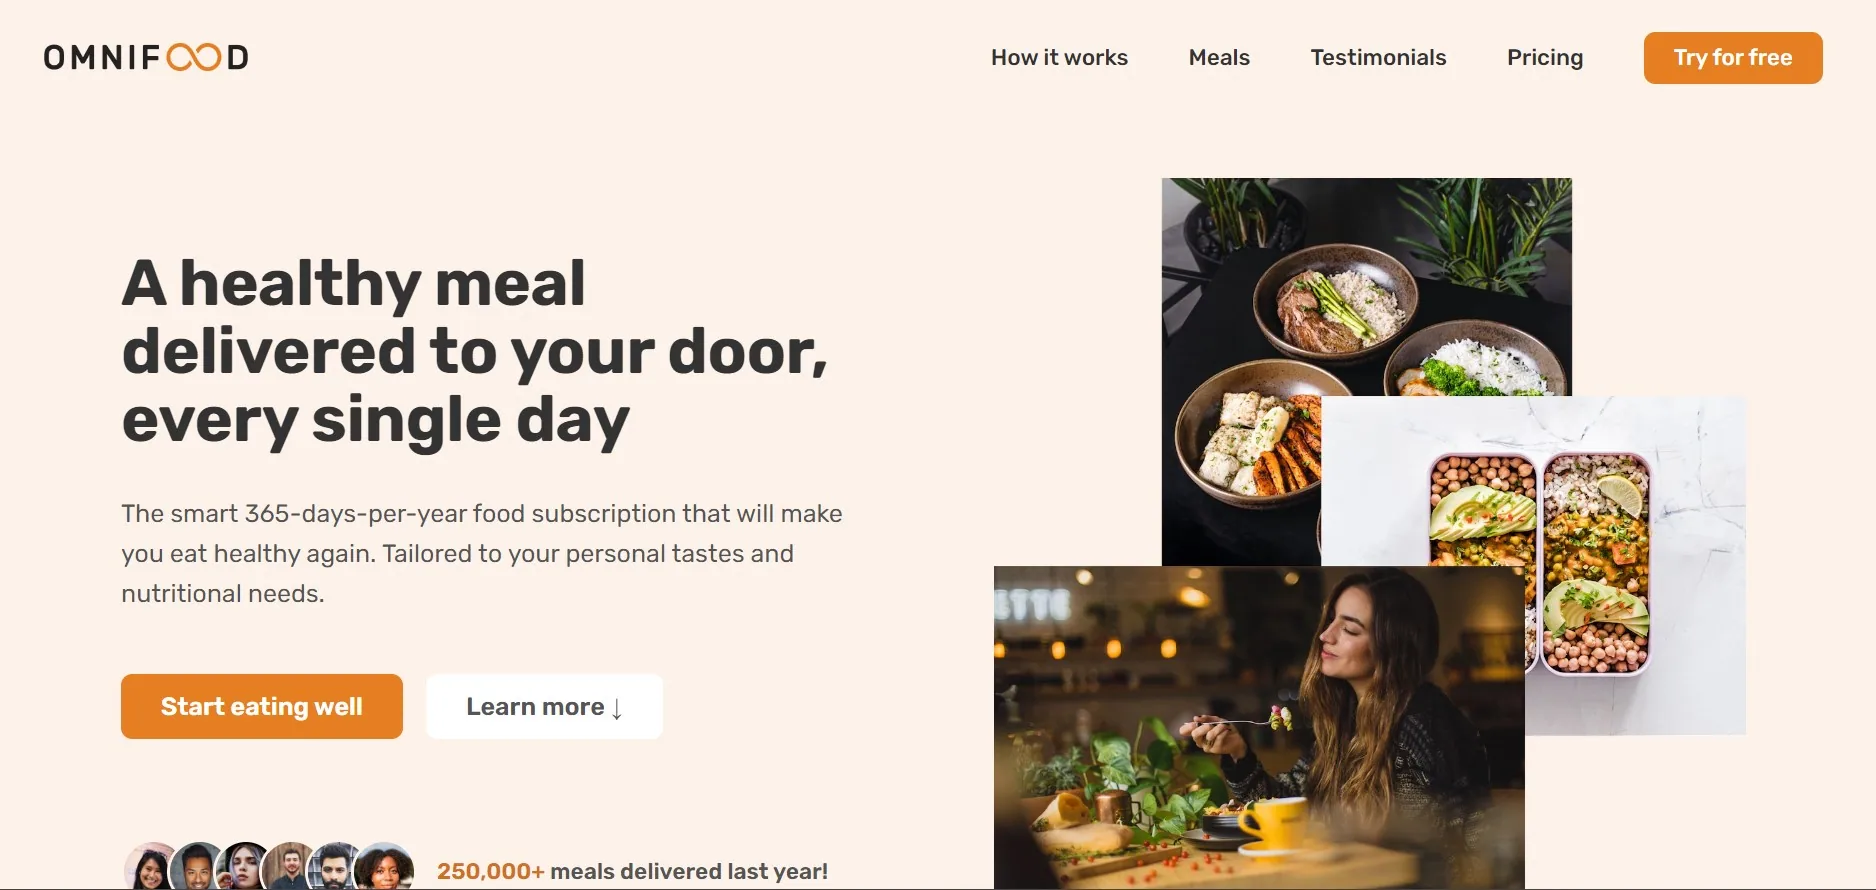 OMNIFOOD
How it works
Meals
Testimonials
Pricing
Try for free
A healthy meal
delivered to your door,
every single day
The smart 365-days-per-year food subscription that will make
you eat healthy again. Tailored to your personal tastes and
nutritional needs.
Start eating well
Learn more ↓
ETTE
250,000+ meals delivered last year!